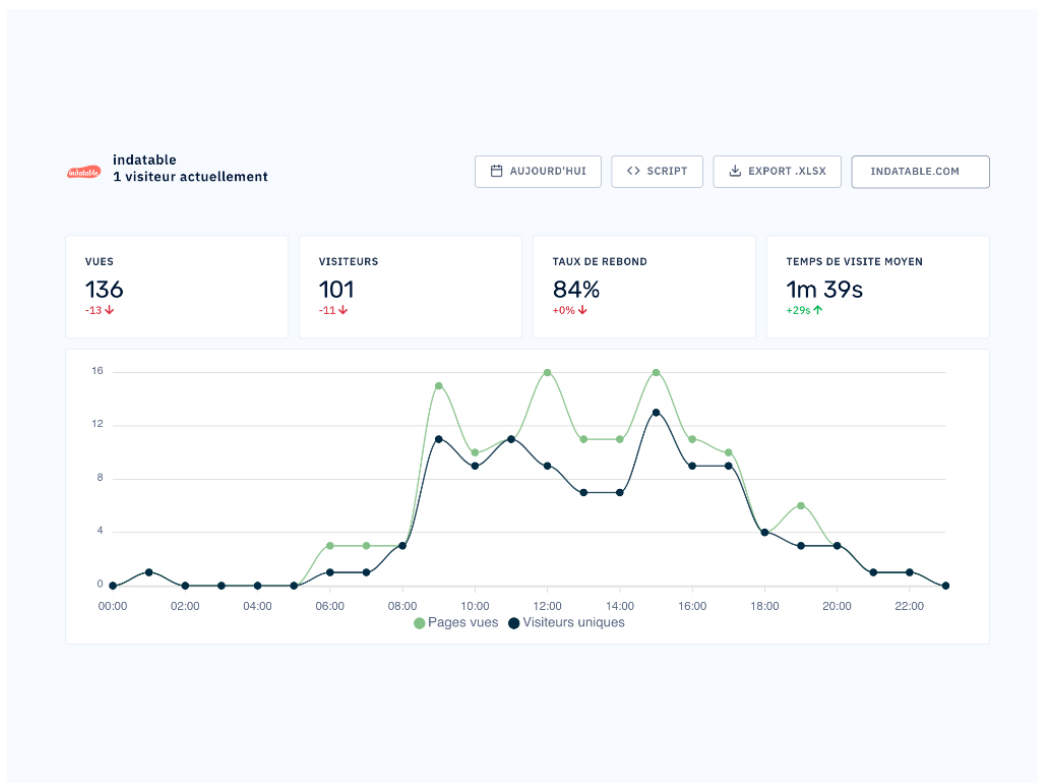 indatable
indatable
1 visiteur actuellement
AUJOURD'HUI
<> SCRIPT
EXPORT .XLSX
INDATABLE.COM
VUES
136
-13
VISITEURS
101
-11
TAUX DE REBOND
84%
+0%
TEMPS DE VISITE MOYEN
1m 39s
+29s
16
12
8
4
0
00:00 02:00 04:00 06:00 08:00 10:00 12:00 14:00 16:00 18:00 20:00 22:00
Pages vues Visiteurs uniques